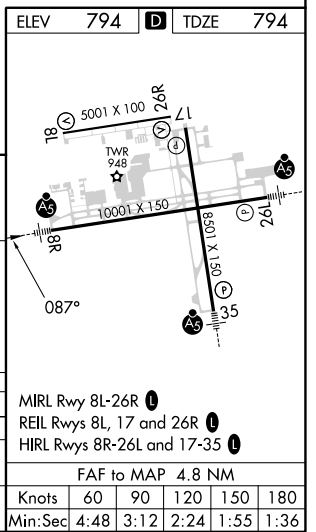 ELEV 794 D TDZE 794
8L V 5001 X 100 26R
V P 17
TWR
948
A5
A5
10001 X 150
8R
P 26L
8501 X 150
087°
P
A5 35
MIRL Rwy 8L-26R L
REIL Rwys 8L, 17 and 26R L
HIRL Rwys 8R-26L and 17-35 L
FAF to MAP 4.8 NM
Knots 60 90 120 150 180
Min:Sec 4:48 3:12 2:24 1:55 1:36